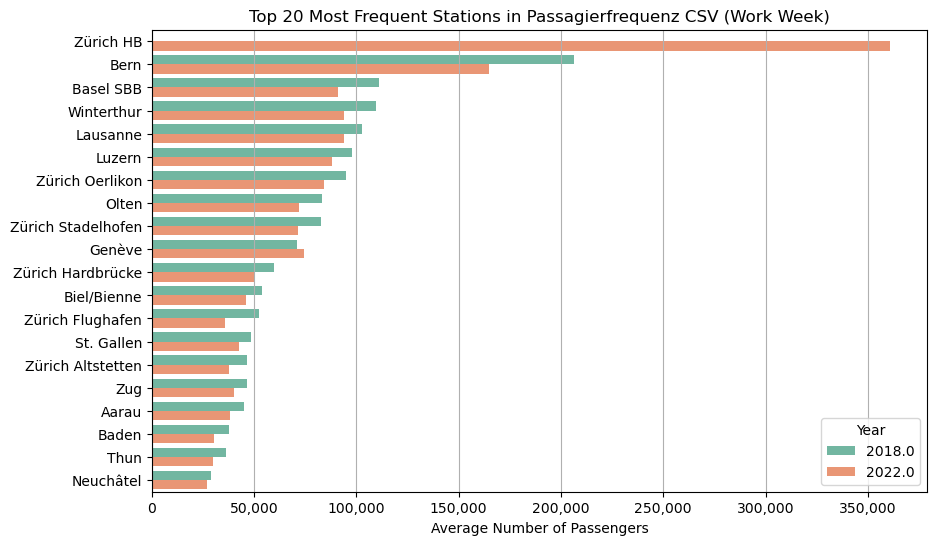 Top 20 Most Frequent Stations in Passagierfrequenz CSV (Work Week)
Zürich HB
Bern
Basel SBB
Winterthur
Lausanne
Luzern
Zürich Oerlikon
Olten
Zürich Stadelhofen
Genève
Zürich Hardbrücke
Biel/Bienne
Zürich Flughafen
St. Gallen
Zürich Altstetten
Zug
Aarau
Baden
Thun
Neuchâtel
Year
2018.0
2022.0
0 50,000 100,000 150,000 200,000 250,000 300,000 350,000
Average Number of Passengers